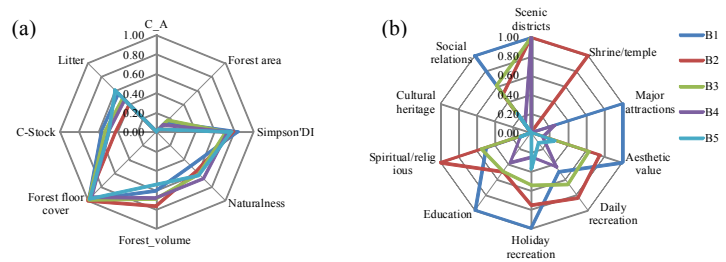 (a)
C_A
1.00
0.80
0.60
0.40
0.20
0.00
Forest area
Simpson'DI
Naturalness
Forest_volume
Forest floor
cover
C-Stock
Litter
(b)
Scenic
districts
1.00
0.80
0.60
0.40
0.20
0.00
Shrine/temple
Major
attractions
Aesthetic
value
Daily
recreation
Holiday
recreation
Education
Spiritual/relig
ious
Cultural
heritage
Social
relations
B1
B2
B3
B4
B5